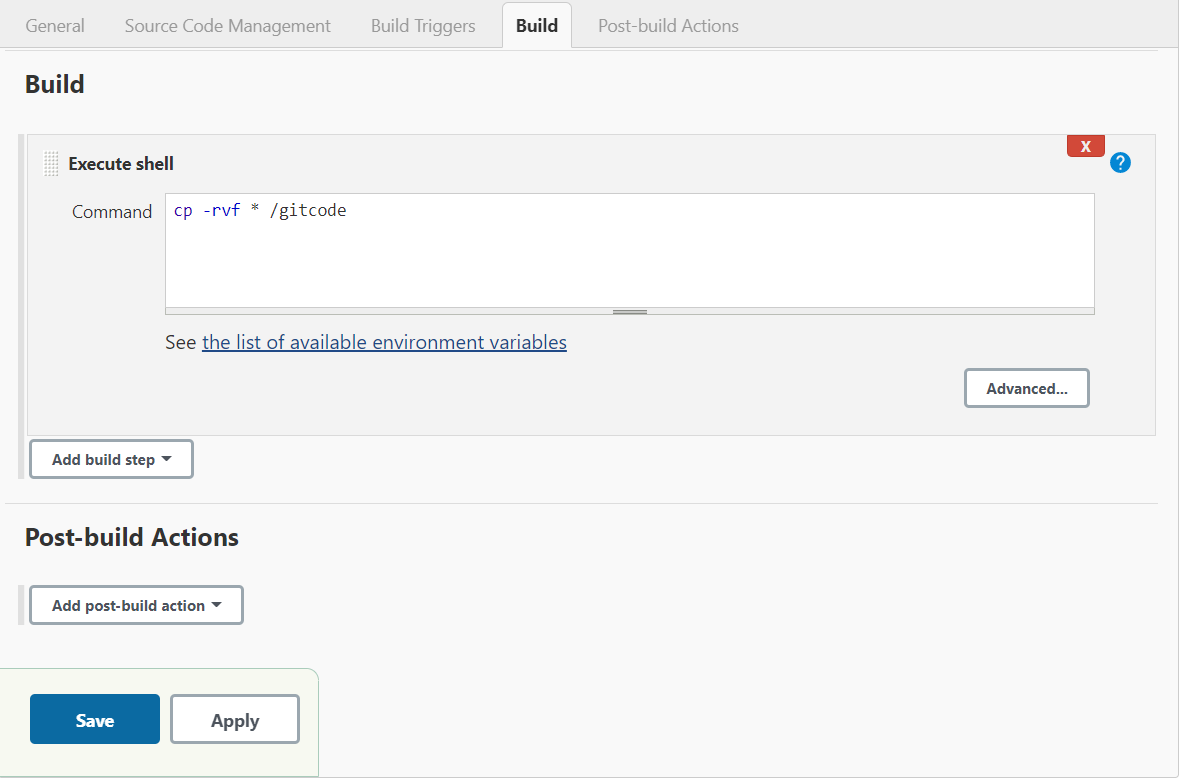 General Source Code Management Build Triggers Build Post-build Actions
Build
Execute shell
X
?
Command
cp -rvf * /gitcode
See the list of available environment variables
Advanced...
Add build step
Post-build Actions
Add post-build action
Save Apply